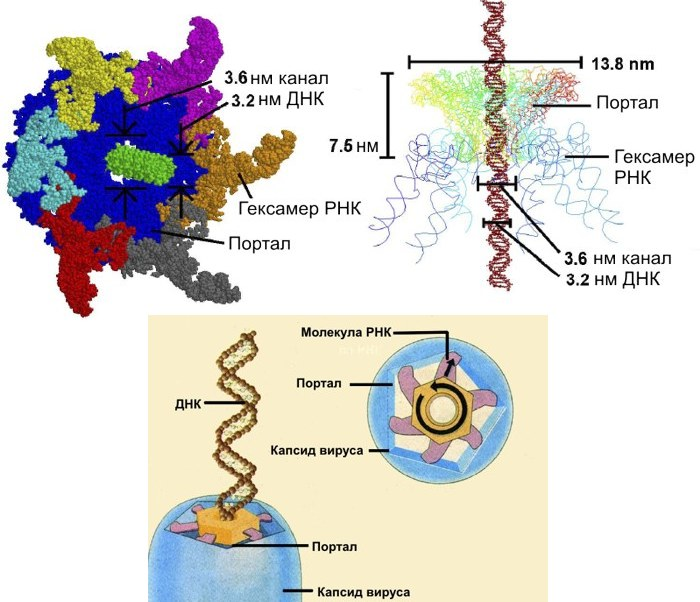 3.6 нм канал
3.2 нм ДНК
Гексамер РНК
Портал
13.8 nm
Портал
7.5 нм
Гексамер
РНК
3.6 нм канал
3.2 нм ДНК
Молекула РНК
Портал
ДНК
Капсид вируса
Портал
Капсид вируса